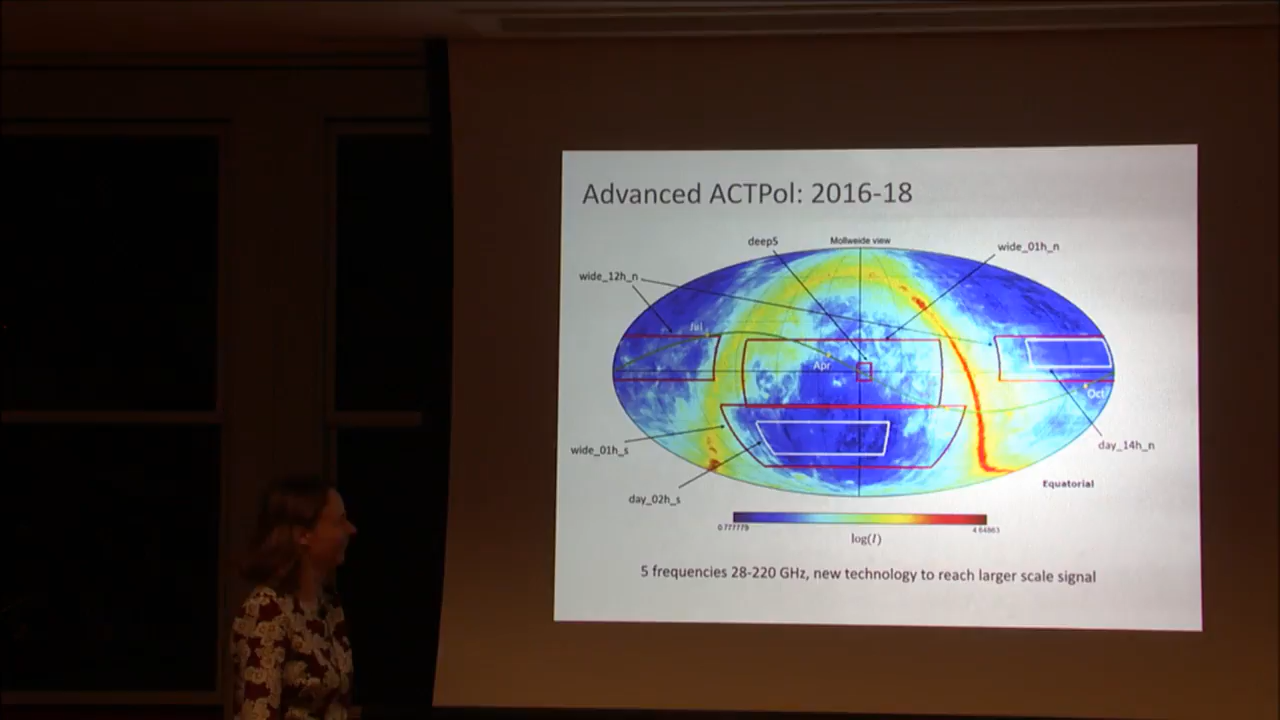 Advanced ACTPol: 2016-18
deep5
Mollweide view
wide_01h_n
wide_12h_n
Jul
Apr
Oct
wide_01h_s
day_14h_n
day_02h_s
Equatorial
0.777779
4.64863
log(I)
5 frequencies 28-220 GHz, new technology to reach larger scale signal